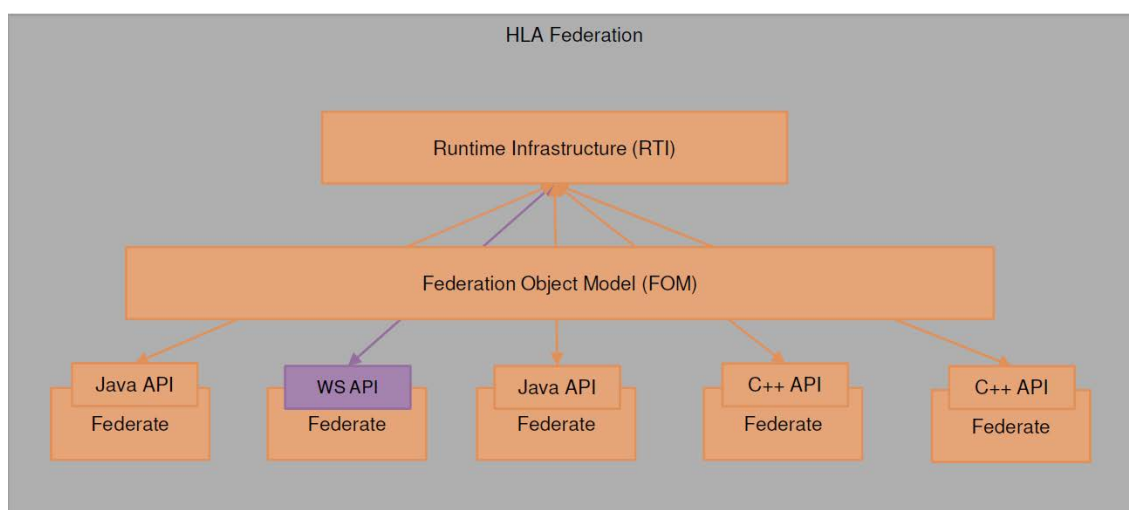 HLA Federation
Runtime Infrastructure (RTI)
Federation Object Model (FOM)
Java API
Federate
WS API
Federate
Java API
Federate
C++ API
Federate
C++ API
Federate